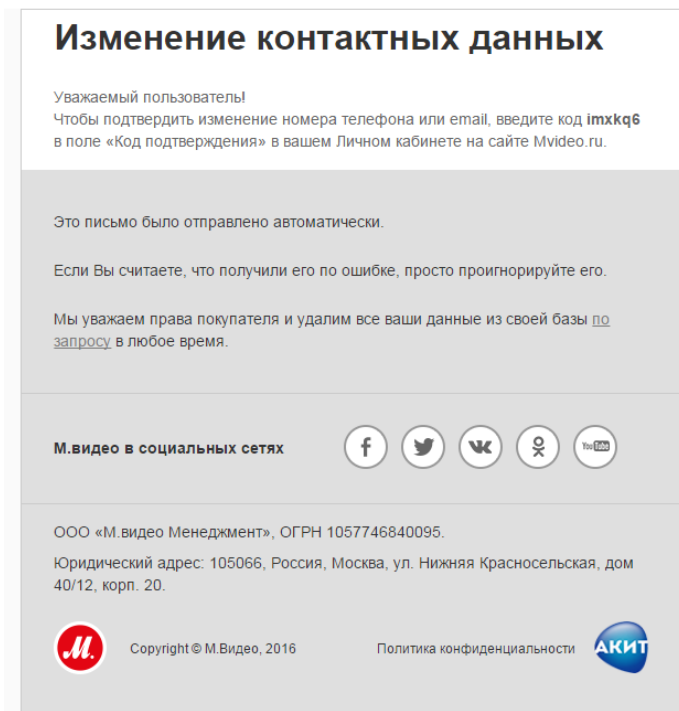 Изменение контактных данных
Уважаемый пользователь!
Чтобы подтвердить изменение номера телефона или email, введите код imxkq6
в поле «Код подтверждения» в вашем Личном кабинете на сайте Mvideo.ru.
Это письмо было отправлено автоматически.
Если Вы считаете, что получили его по ошибке, просто проигнорируйте его.
Мы уважаем права покупателя и удалим все ваши данные из своей базы по
запросу в любое время.
М.видео в социальных сетях
You Tube
ООО «М.видео Менеджмент», ОГРН 1057746840095.
Юридический адрес: 105066, Россия, Москва, ул. Нижняя Красносельская, дом
40/12, корп. 20.
М. Copyright © М.Видео, 2016 Политика конфиденциальности АКИТ